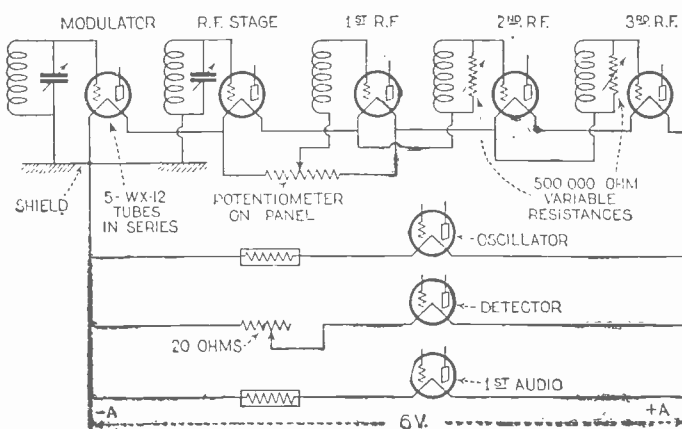 MODULATOR
R.F. STAGE
1ST R.F
2ND R.F.
3RD R.F.
SHIELD
5-WX-12
TUBES
IN SERIES
POTENTIOMETER
ON PANEL
500 000 OHM
VARIABLE
RESISTANCES
OSCILLATOR
DETECTOR
20 OHMS
1ST AUDIO
-A
6V.
+A